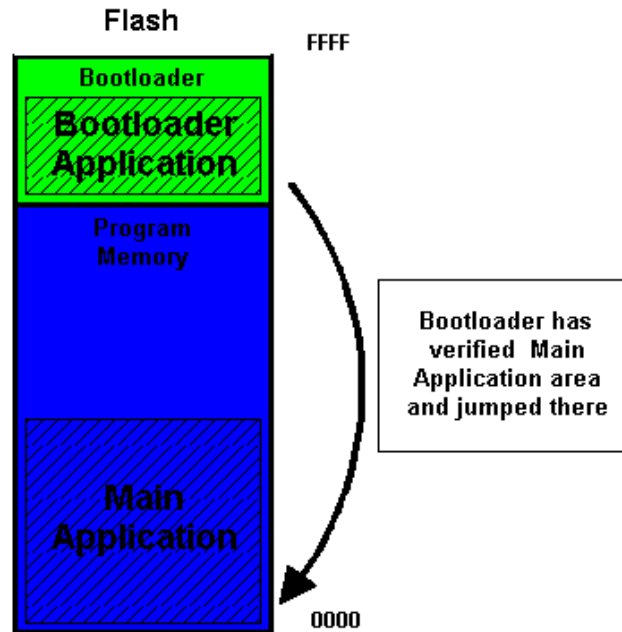 Flash
FFFF
Bootloader
Bootloader
Application
Program
Memory
Bootloader has
verified Main
Application area
and jumped there
Main
Application
0000